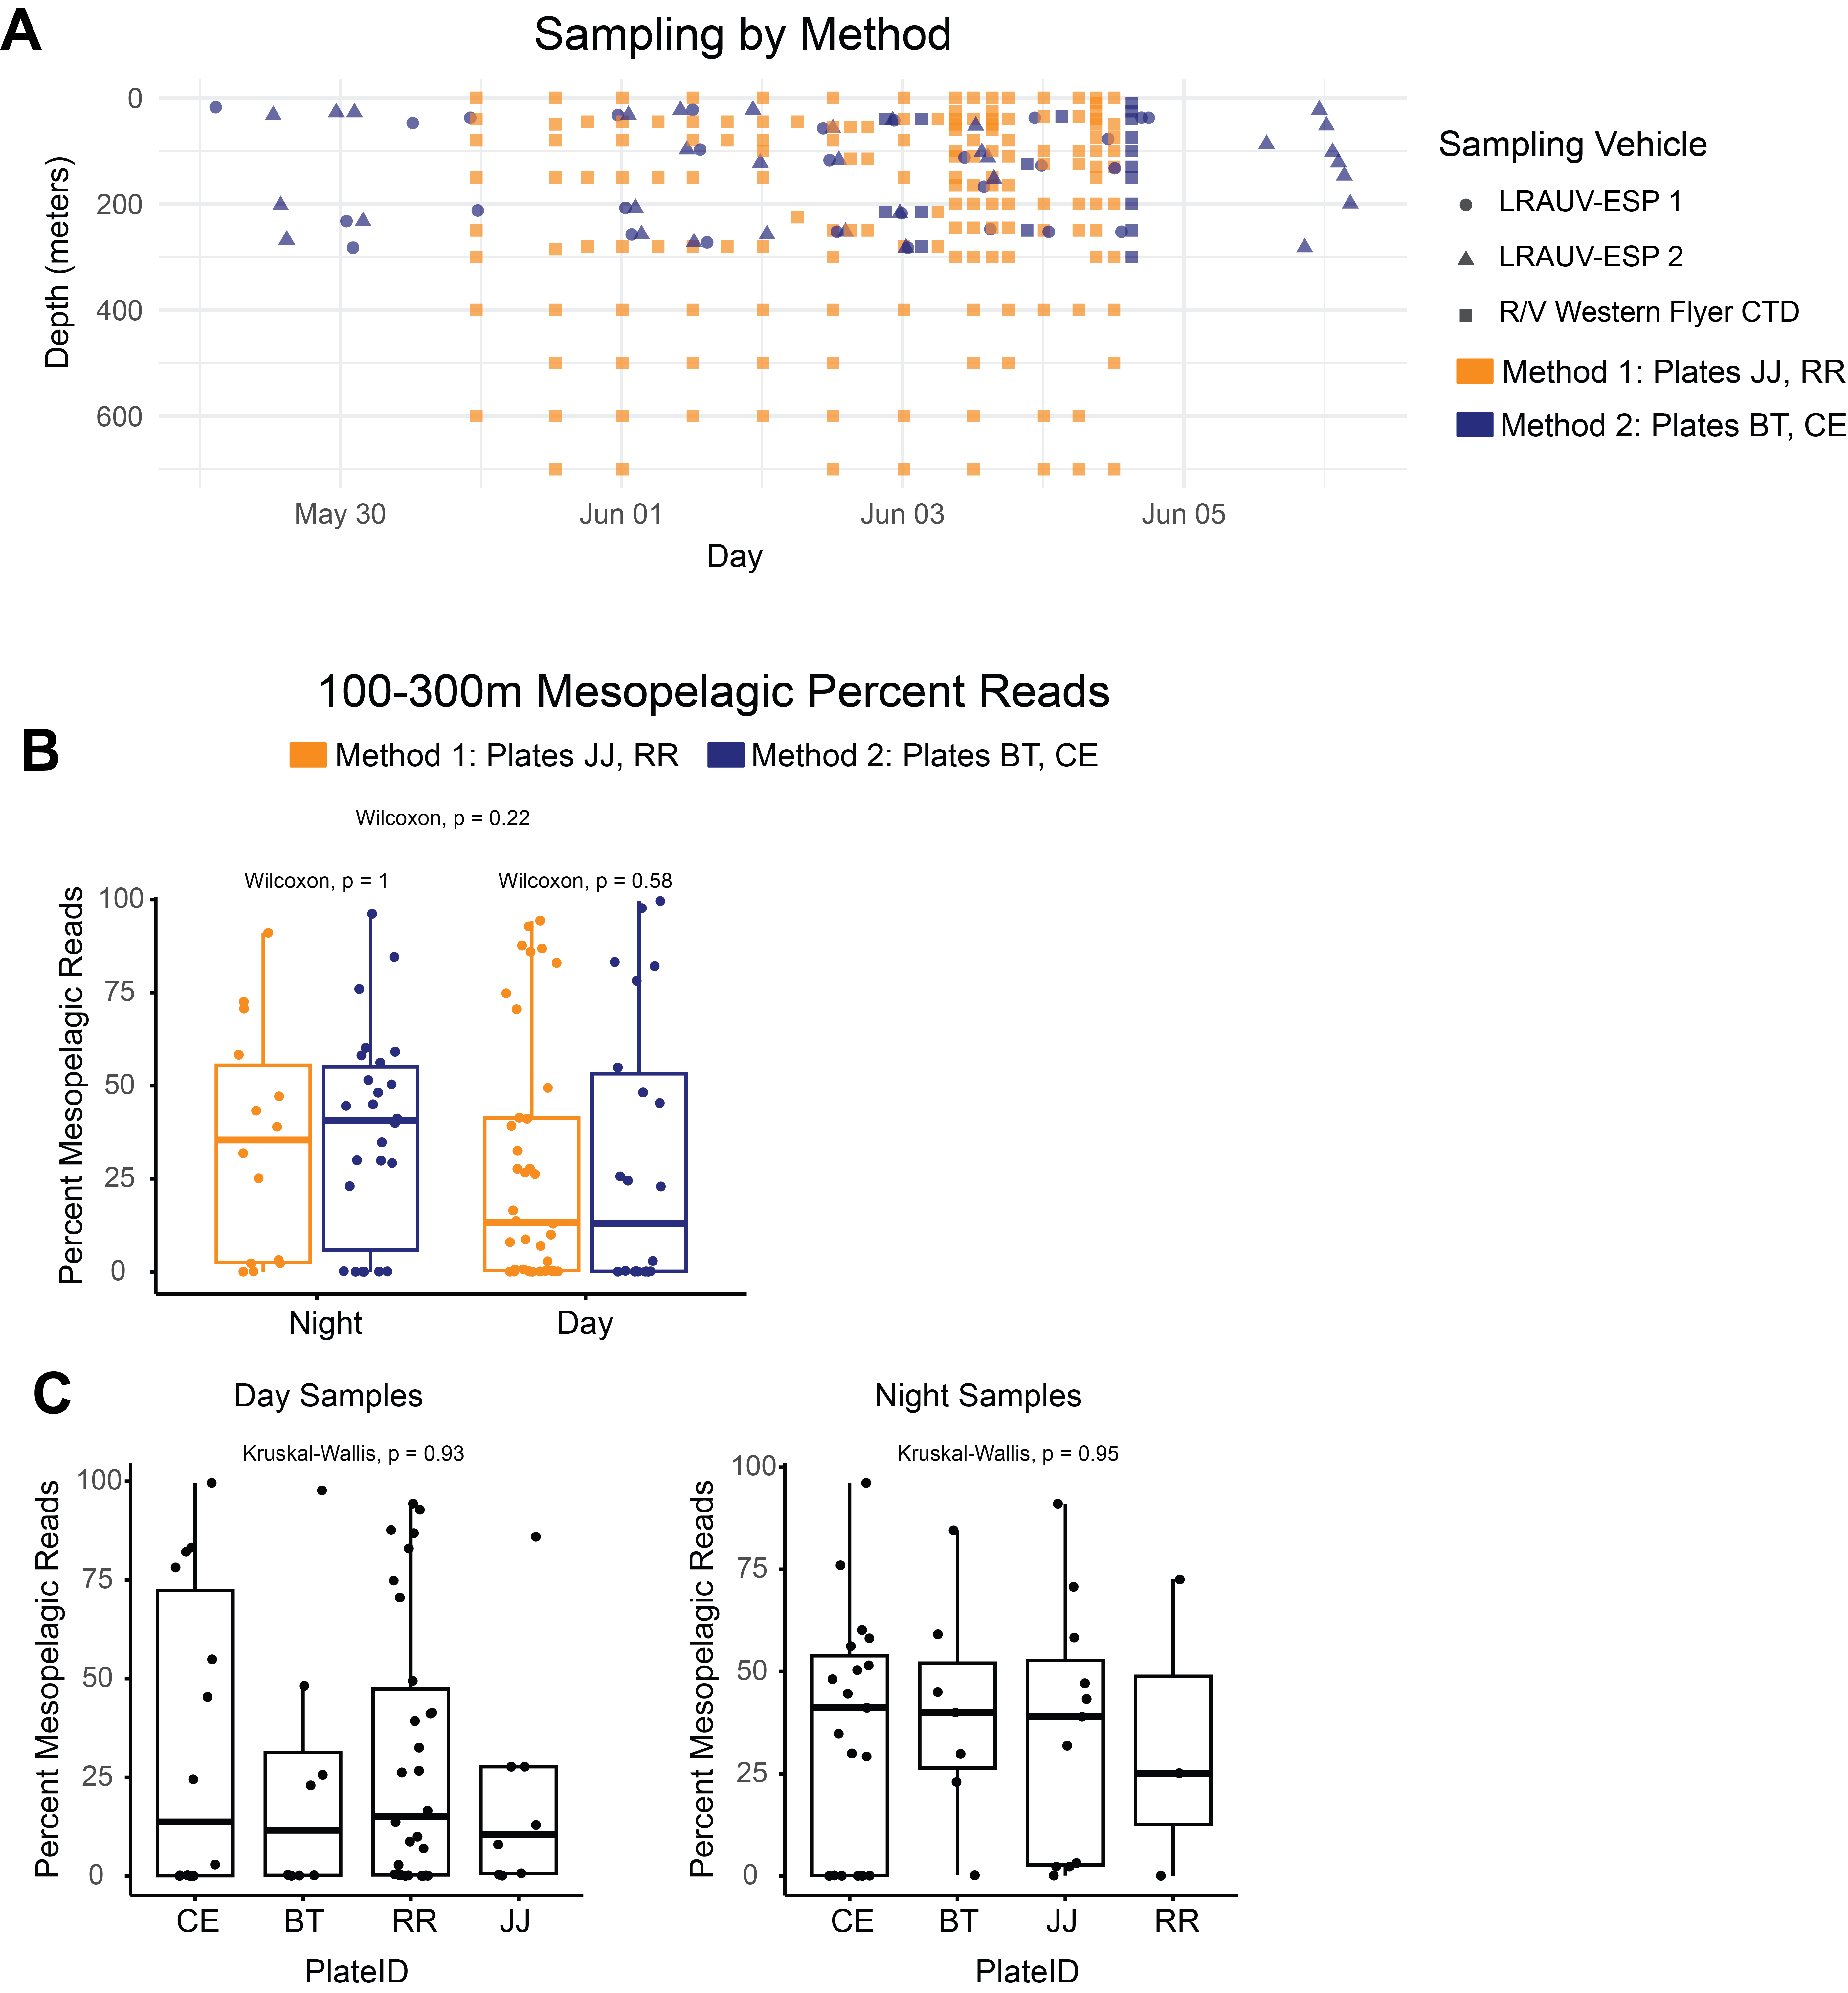 A
Sampling by Method
Depth (meters)
0
200
400
600
May 30 Jun 01 Jun 03 Jun 05
Day
Sampling Vehicle
LRAUV-ESP 1
LRAUV-ESP 2
R/V Western Flyer CTD
Method 1: Plates JJ, RR
Method 2: Plates BT, CE
100-300m Mesopelagic Percent Reads
B
Method 1: Plates JJ, RR Method 2: Plates BT, CE
Wilcoxon, p = 0.22
Wilcoxon, p = 1 Wilcoxon, p = 0.58
Percent Mesopelagic Reads
100
75
50
25
0
Night Day
C
Day Samples
Kruskal-Wallis, p = 0.93
Percent Mesopelagic Reads
100
75
50
25
0
CE BT RR JJ
PlateID
Night Samples
Kruskal-Wallis, p = 0.95
Percent Mesopelagic Reads
100
75
50
25
0
CE BT JJ RR
PlateID